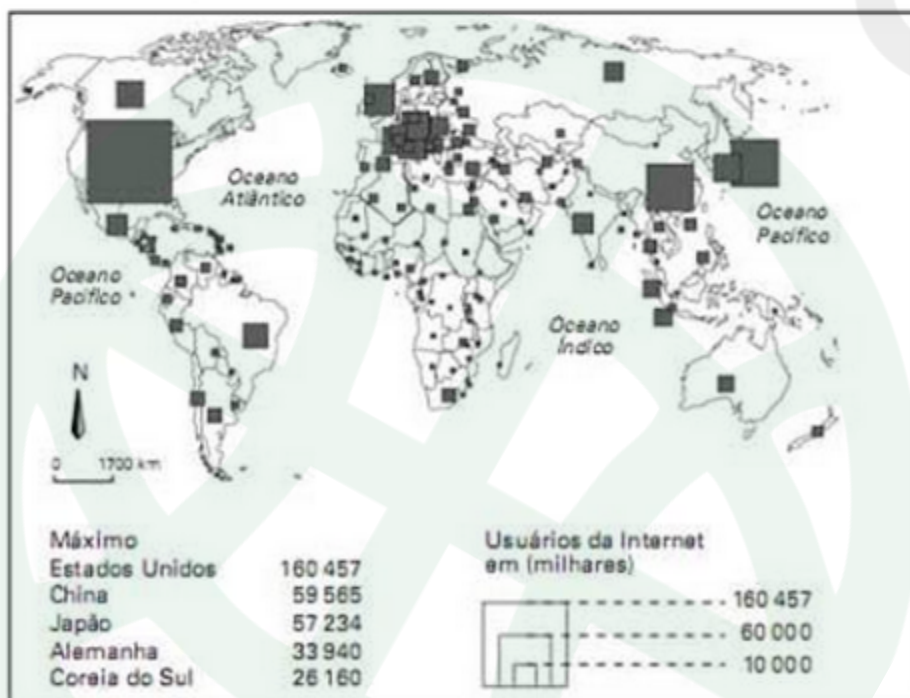 Oceano
Atlântico
Oceano
Pacífico
Oceano
Pacífico
Oceano
Índico
N
0 1700 km
Máximo
Estados Unidos 160 457
China 59 565
Japão 57 234
Alemanha 33 940
Coreia do Sul 26 160
Usuários da Internet
em (milhares)
160 457
60 000
10 000